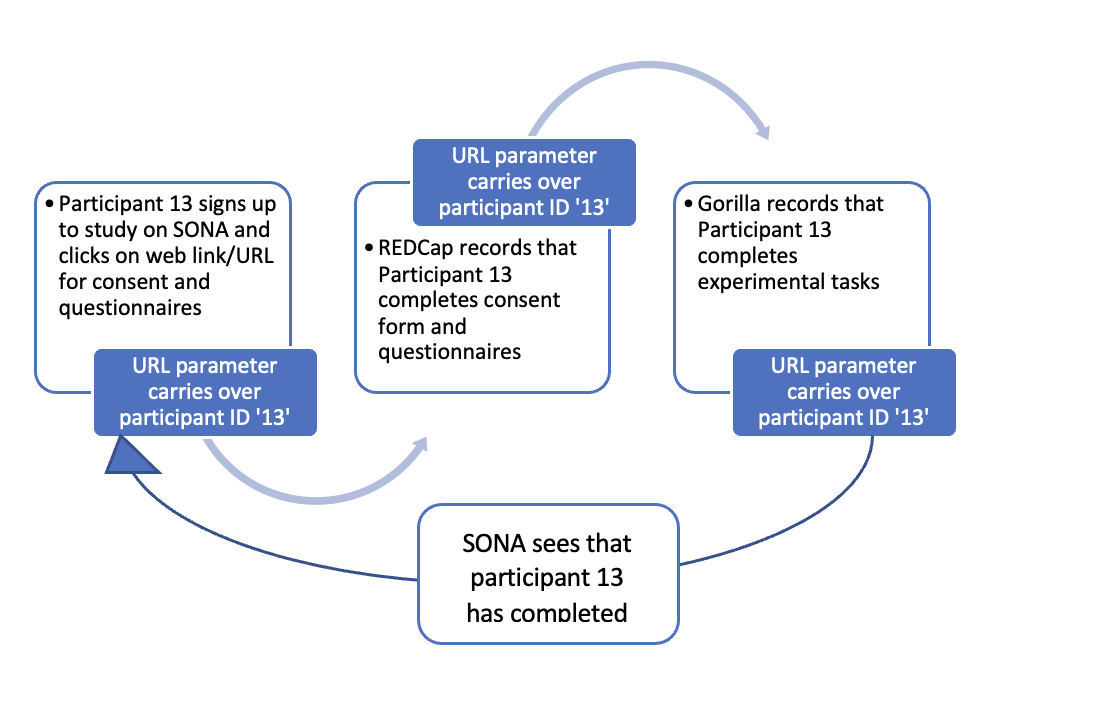 • Participant 13 signs up
to study on SONA and
clicks on web link/URL
for consent and
questionnaires
URL parameter
carries over
participant ID '13'
URL parameter
carries over
participant ID '13'
• REDCap records that
Participant 13
completes consent
form and
questionnaires
• Gorilla records that
Participant 13
completes
experimental tasks
URL parameter
carries over
participant ID '13'
SONA sees that
participant 13
has completed